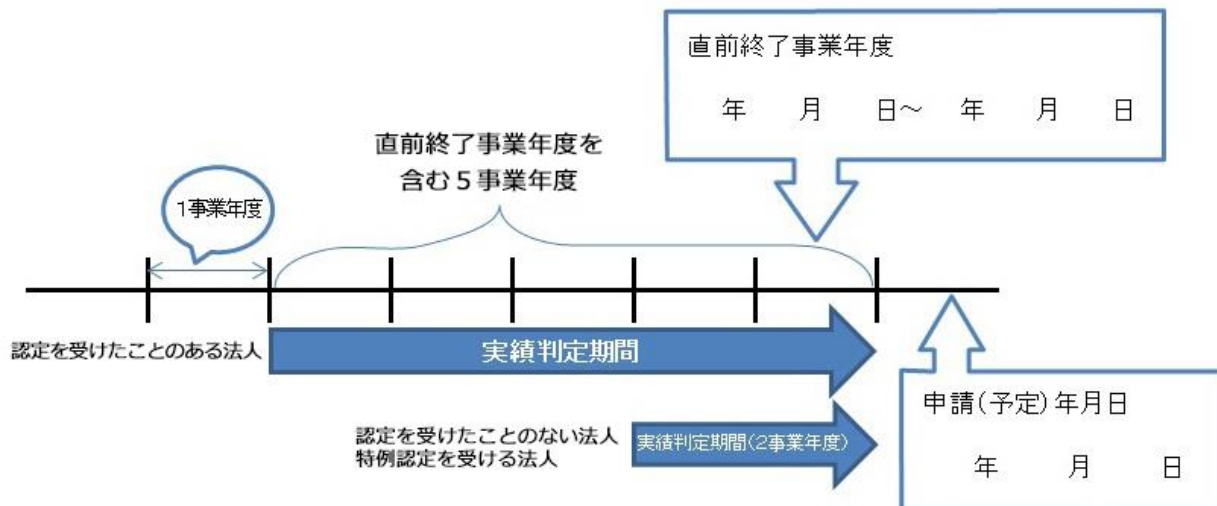 直前終了事業年度
年 月 日～ 年 月 日
直前終了事業年度を
含む５事業年度
1事業年度
認定を受けたことのある法人
実績判定期間
認定を受けたことのない法人
特例認定を受ける法人
実績判定期間(2事業年度)
申請(予定)年月日
年 月 日